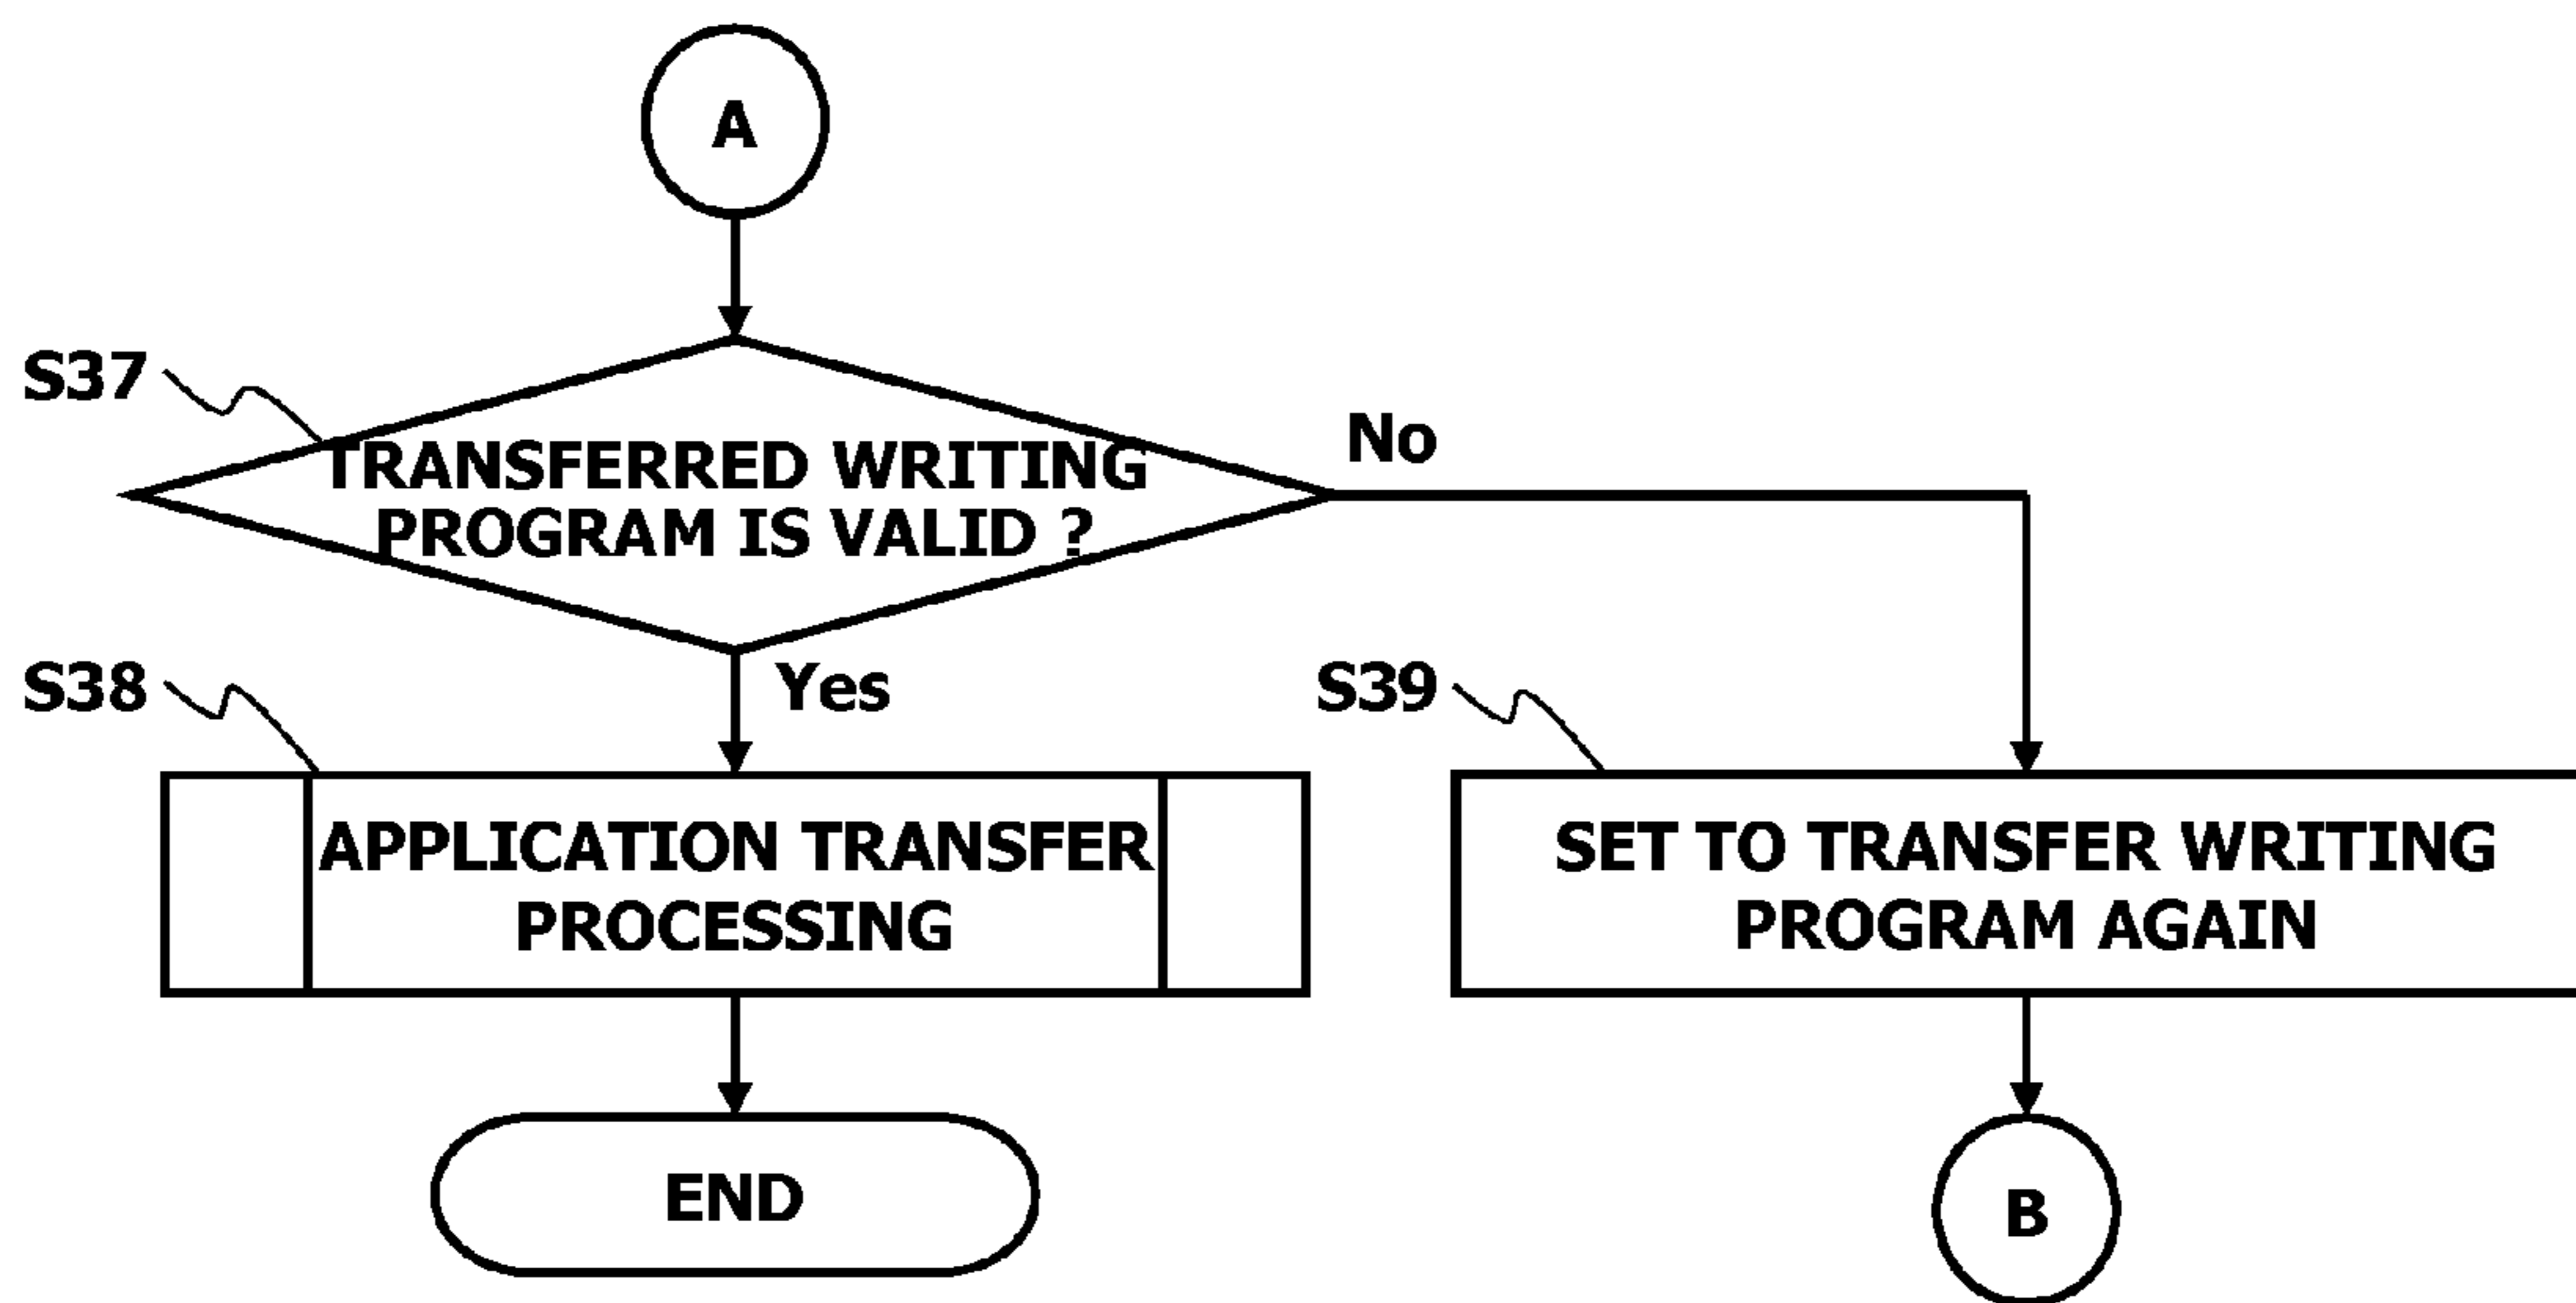 A
S37
TRANSFERRED WRITING
PROGRAM IS VALID ?
No
Yes
S38
APPLICATION TRANSFER
PROCESSING
S39
SET TO TRANSFER WRITING
PROGRAM AGAIN
END
B